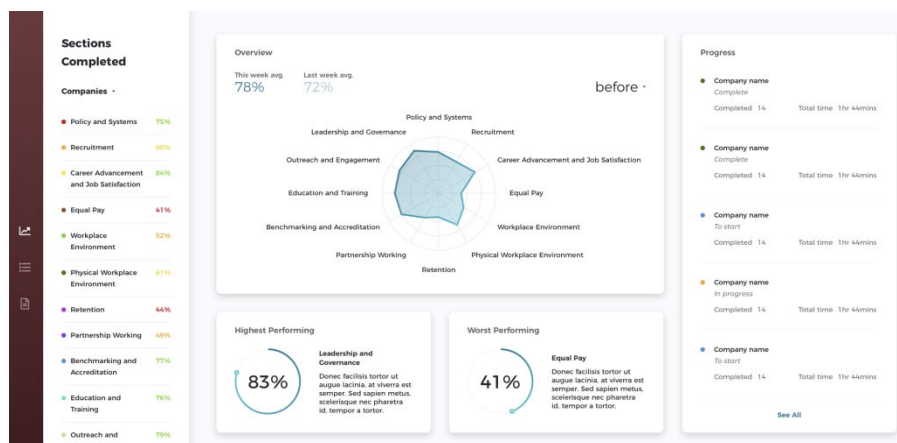 Sections
Completed
Companies
Policy and Systems 75%
Recruitment 60%
Career Advancement 84%
and Job Satisfaction
Equal Pay 41%
Workplace 52%
Environment
Physical Workplace 61%
Environment
Retention 44%
Partnership Working 49%
Benchmarking and 77%
Accreditation
Education and 76%
Training
Outreach and 79%
Overview
This week avg. Last week avg.
78% 72%
before
Policy and Systems
Leadership and Governance Recruitment
Outreach and Engagement Career Advancement and Job Satisfaction
Education and Training Equal Pay
Benchmarking and Accreditation Workplace Environment
Partnership Working Physical Workplace Environment
Retention
Highest Performing
83%
Leadership and
Governance
Donec facilisis tortor ut
augue lacinia, at viverra est
semper. Sed sapien metus,
scelerisque nec pharetra
id, tempor a tortor.
Worst Performing
41%
Equal Pay
Donec facilisis tortor ut
augue lacinia, at viverra est
semper. Sed sapien metus,
scelerisque nec pharetra
id, tempor a tortor.
Progress
Company name
Complete
Completed 14 Total time 1hr 44mins
Company name
Complete
Completed 14 Total time 1hr 44mins
Company name
To start
Completed 14 Total time 1hr 44mins
Company name
In progress
Completed 14 Total time 1hr 44mins
Company name
To start
Completed 14 Total time 1hr 44mins
See All